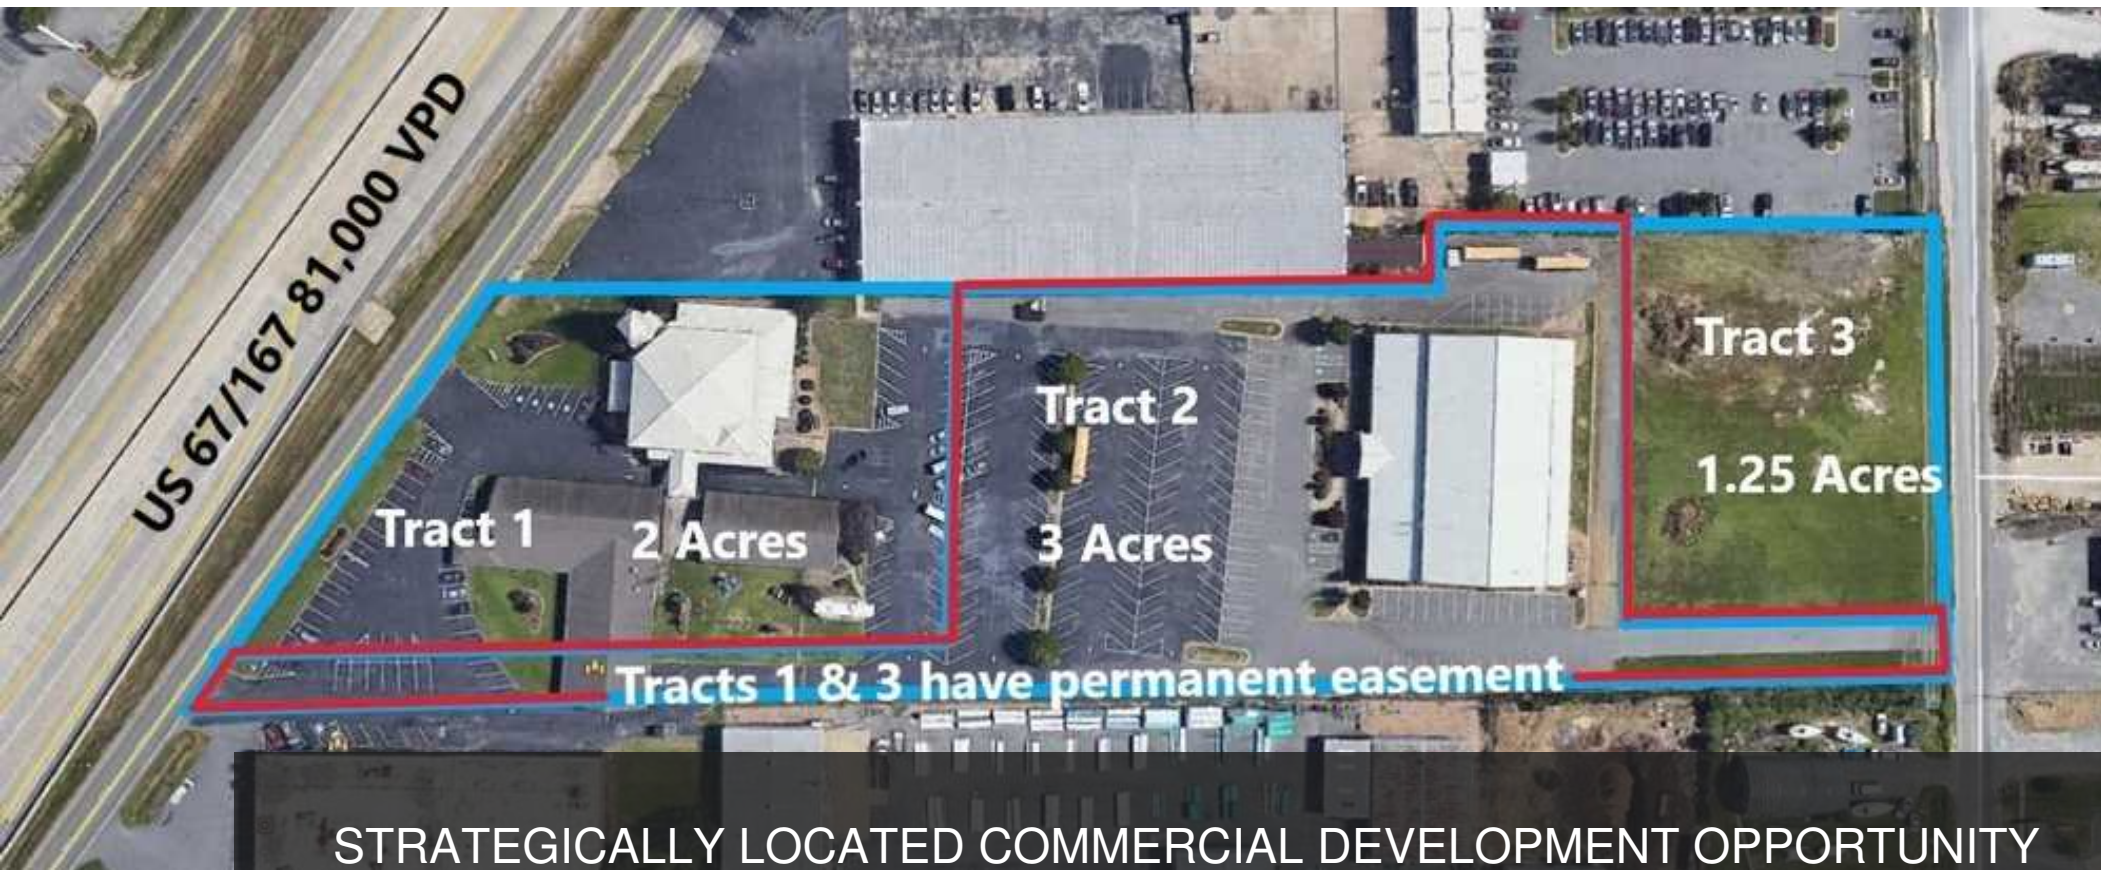 US 67/167 81,000 VPD
Tract 1
2 Acres
Tract 2
3 Acres
Tract 3
1.25 Acres
Tracts 1 & 3 have permanent easement
STRATEGICALLY LOCATED COMMERCIAL DEVELOPMENT OPPORTUNITY